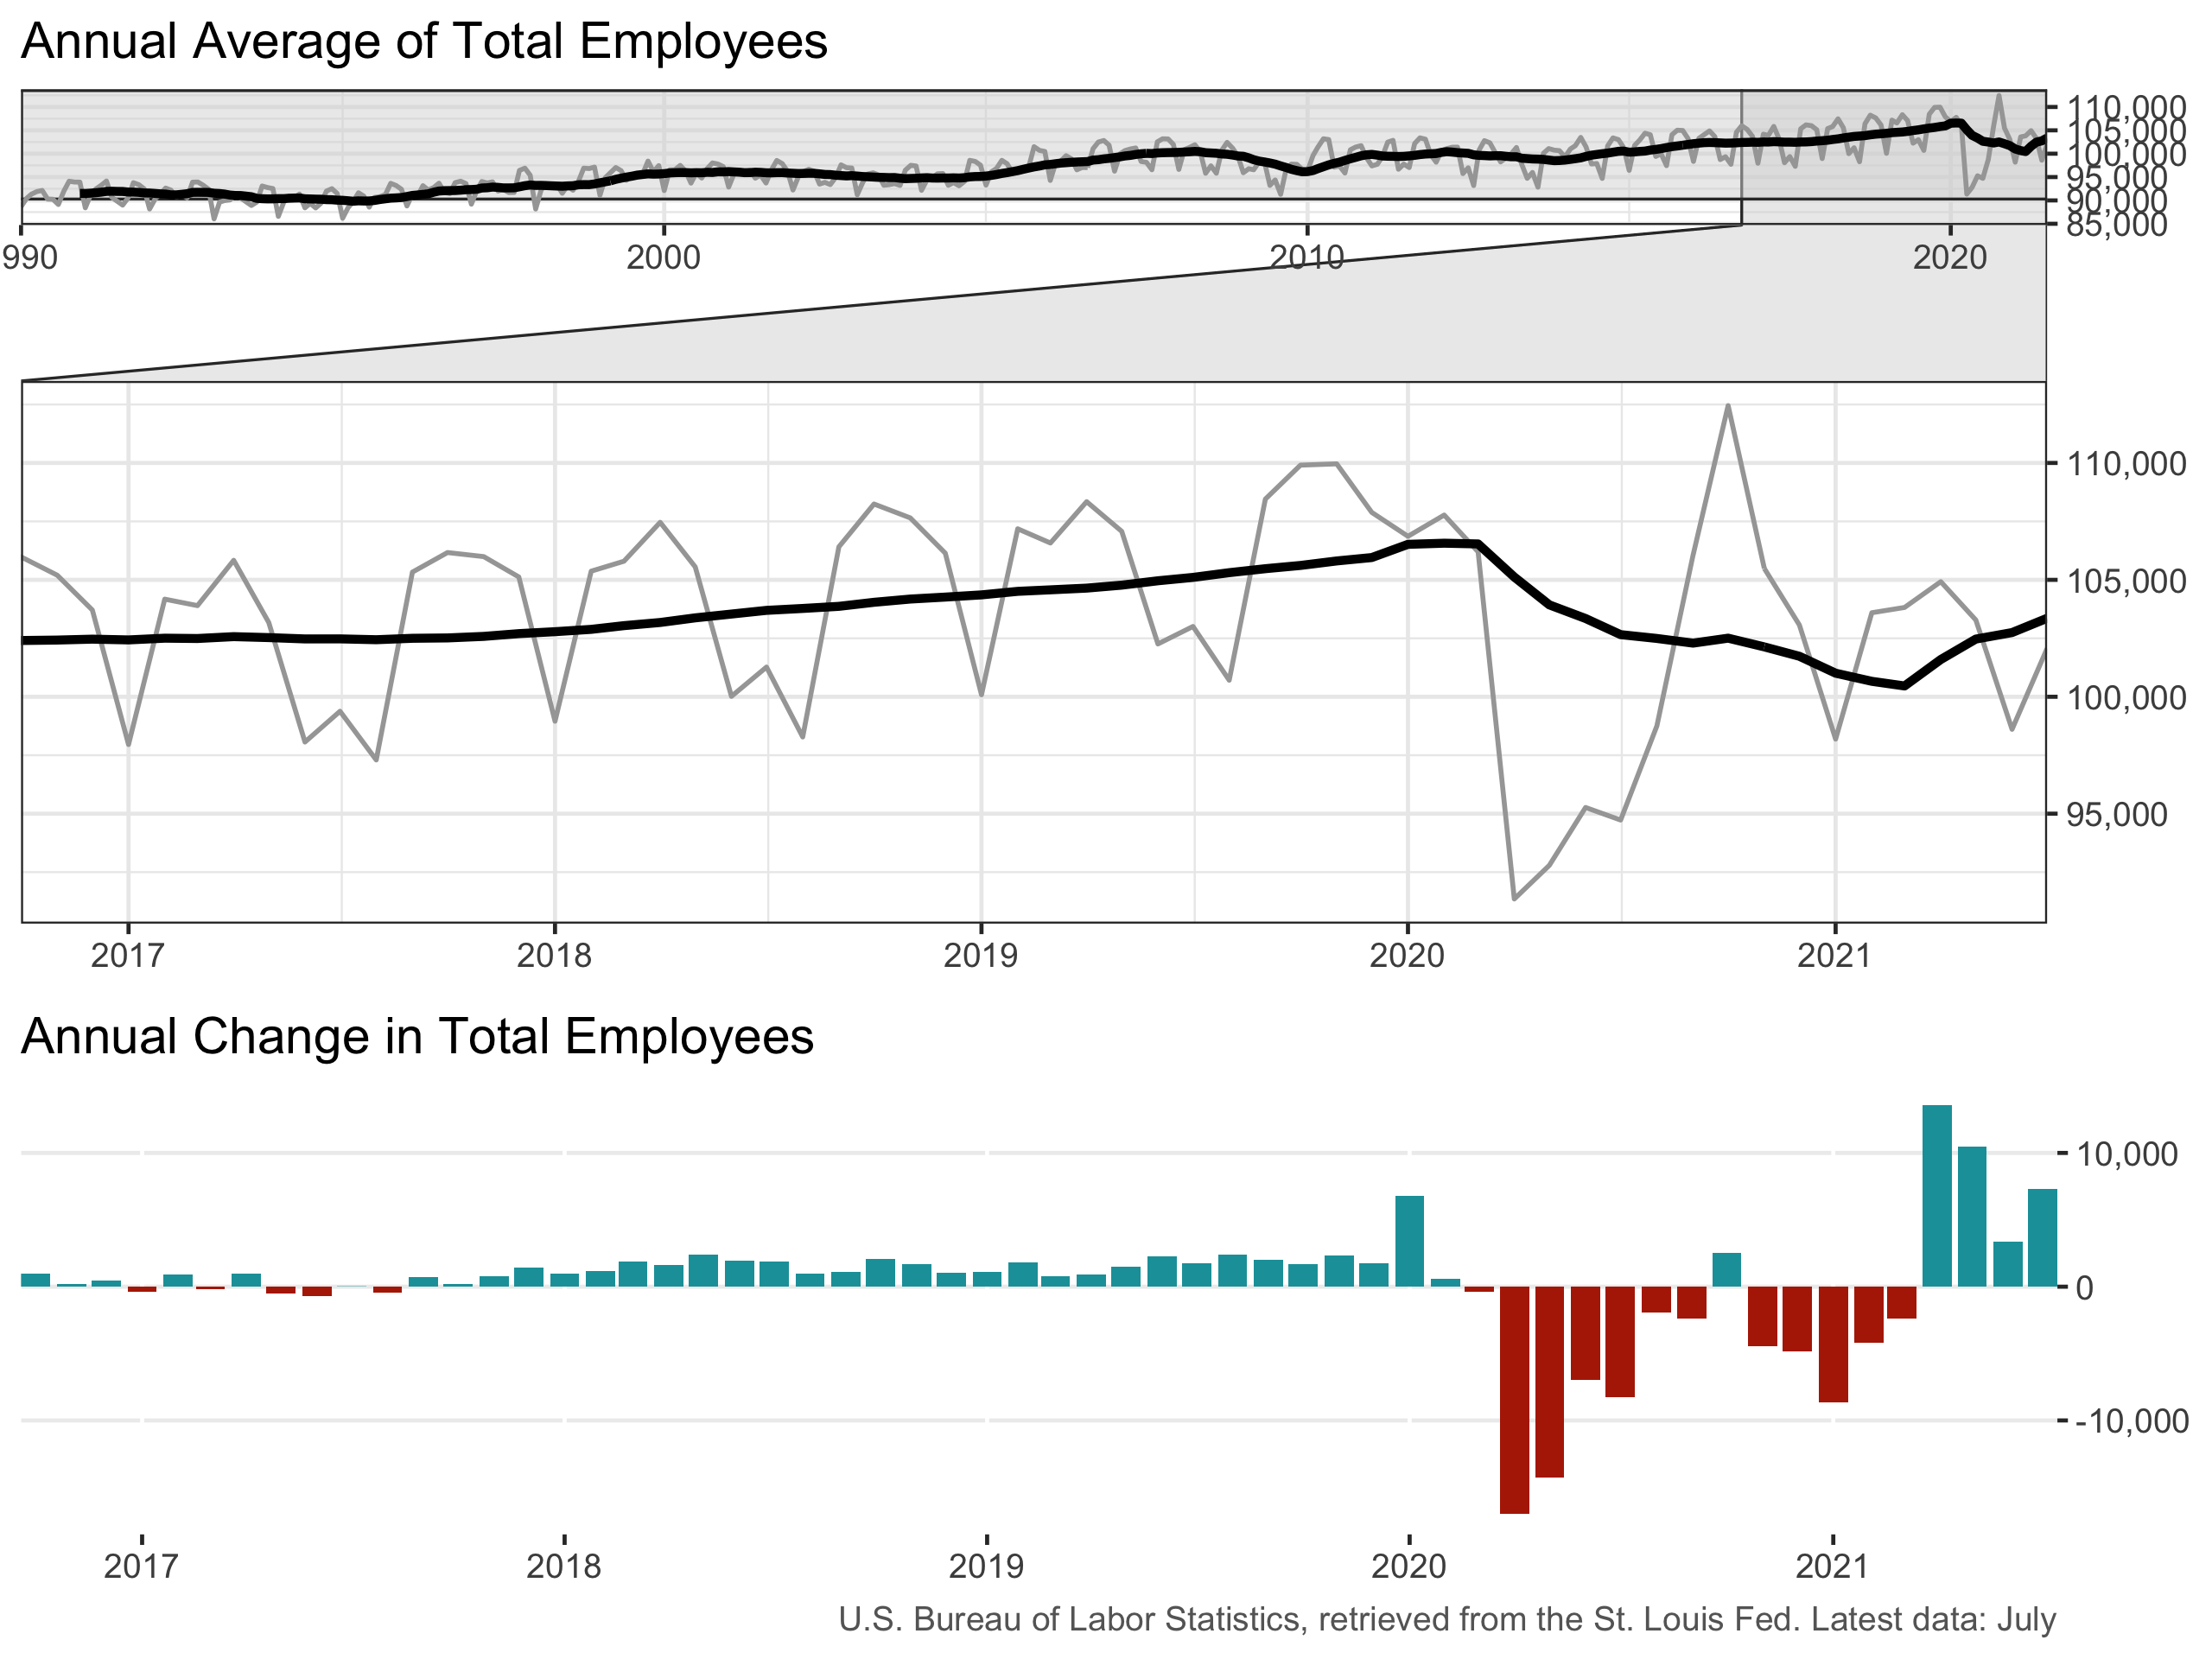 Annual Average of Total Employees
110,000
105,000
100,000
95,000
90,000
85,000
990 2000 2010 2020
110,000
105,000
100,000
95,000
2017 2018 2019 2020 2021
Annual Change in Total Employees
10,000
0
-10,000
2017 2018 2019 2020 2021
U.S. Bureau of Labor Statistics, retrieved from the St. Louis Fed. Latest data: July